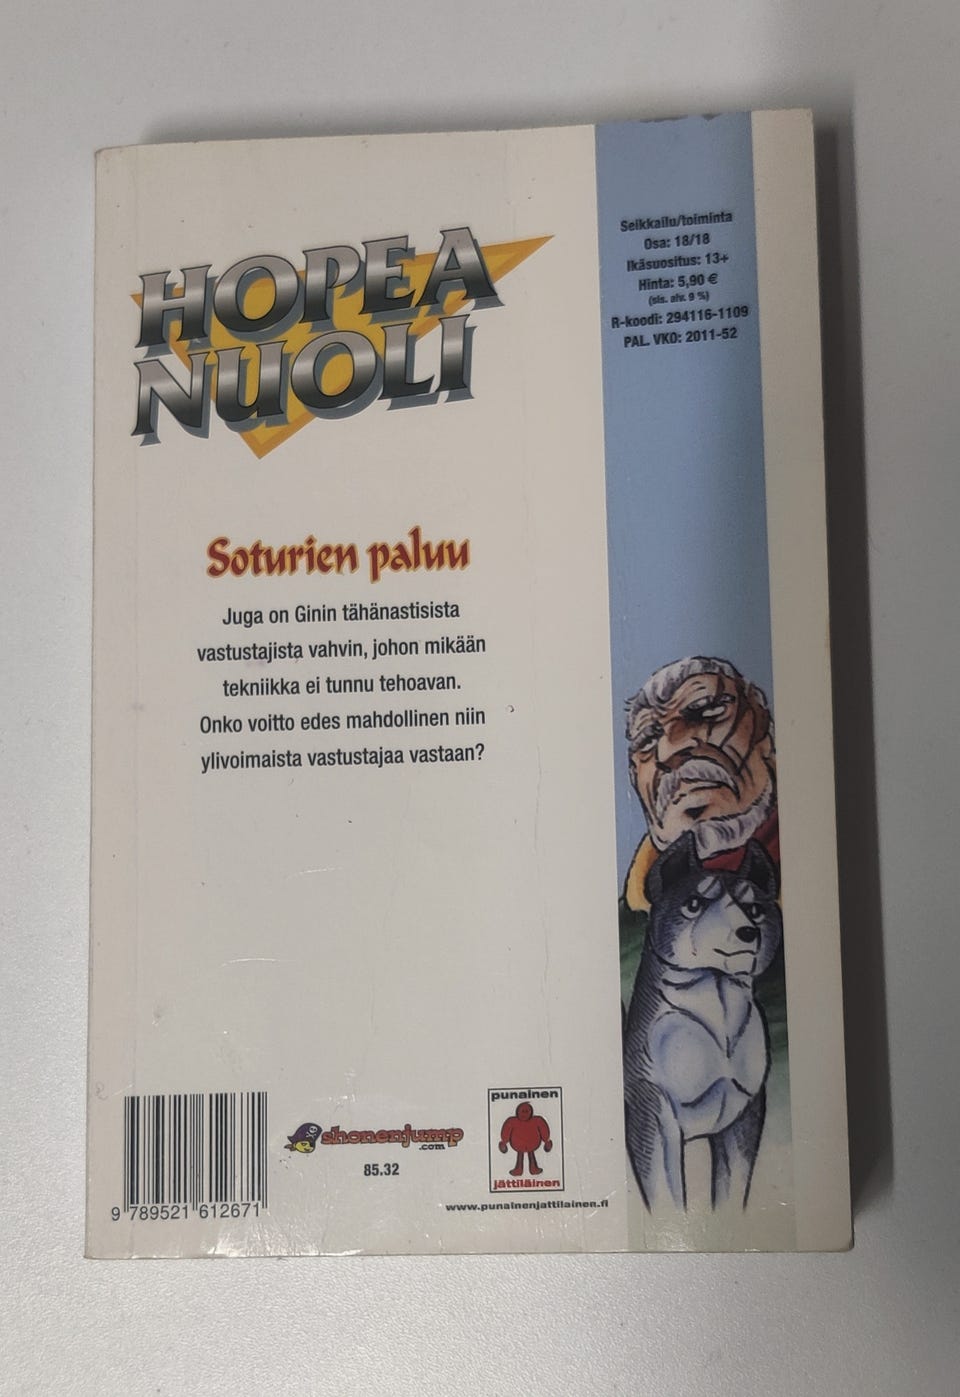 HOPEA
NUOLI
Seikkailu/toiminta
Osa: 18/18
Ikäsuositus: 13+
Hinta: 5,90 €
(sis. alv. 9 %)
R-koodi: 294116-1109
PAL. VKO: 2011-52
Soturien paluu
Juga on Ginin tähänastisista
vastustajista vahvin, johon mikään
tekniikka ei tunnu tehoavan.
Onko voitto edes mahdollinen niin
ylivoimaista vastustajaa vastaan?
9 789521 612671
shonenjump
.com
85.32
punainen
jättiläinen
www.punainenjattilainen.fi